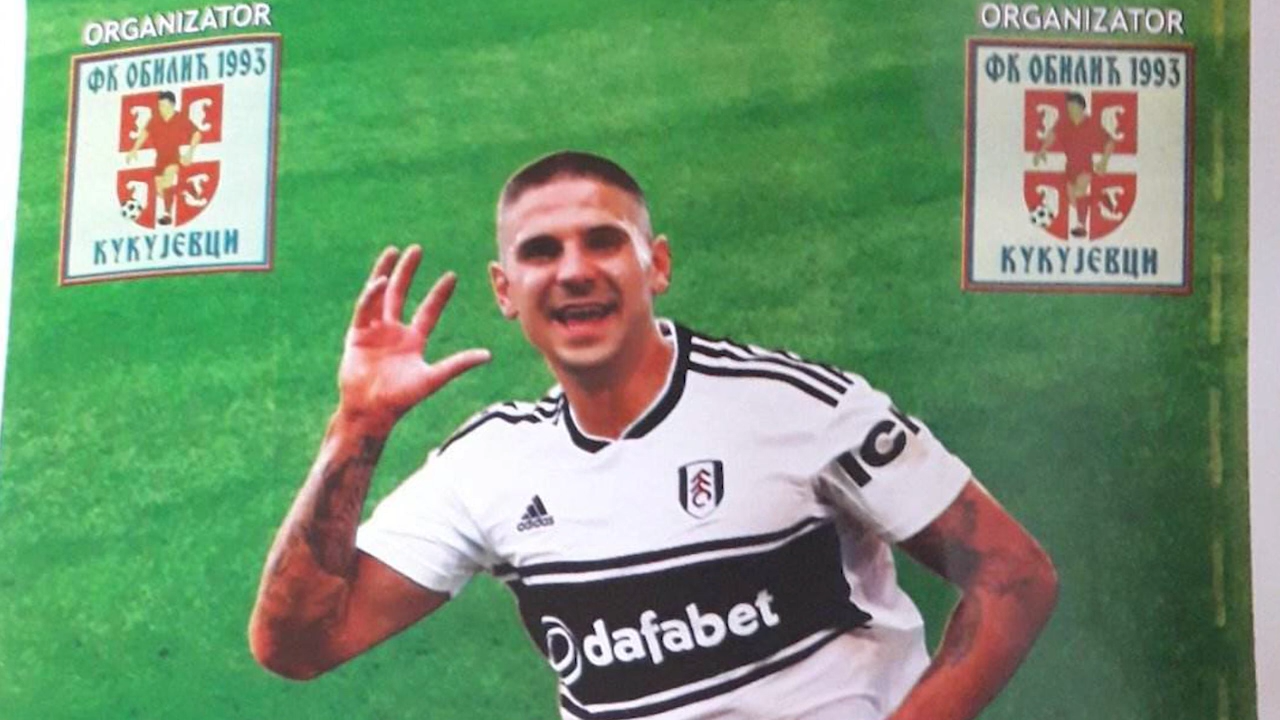 ORGANIZATOR
ФК ОБИЛИЋ 1993
КУКУЈЕВЦИ
ORGANIZATOR
ФК ОБИЛИЋ 1993
КУКУЈЕВЦИ
adidas
dafabet